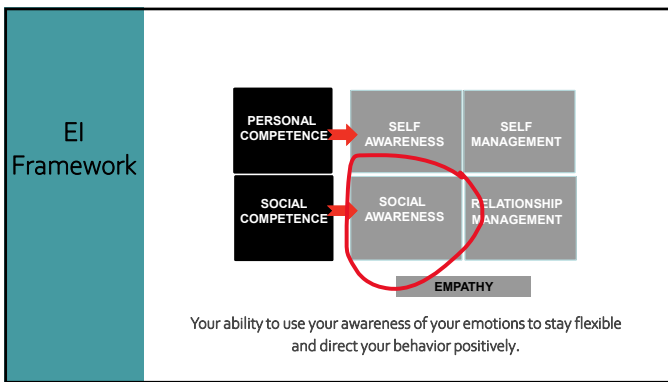 EI
Framework
PERSONAL
COMPETENCE
SELF
AWARENESS
SELF
MANAGEMENT
SOCIAL
COMPETENCE
SOCIAL
AWARENESS
RELATIONSHIP
MANAGEMENT
EMPATHY
Your ability to use your awareness of your emotions to stay flexible
and direct your behavior positively.